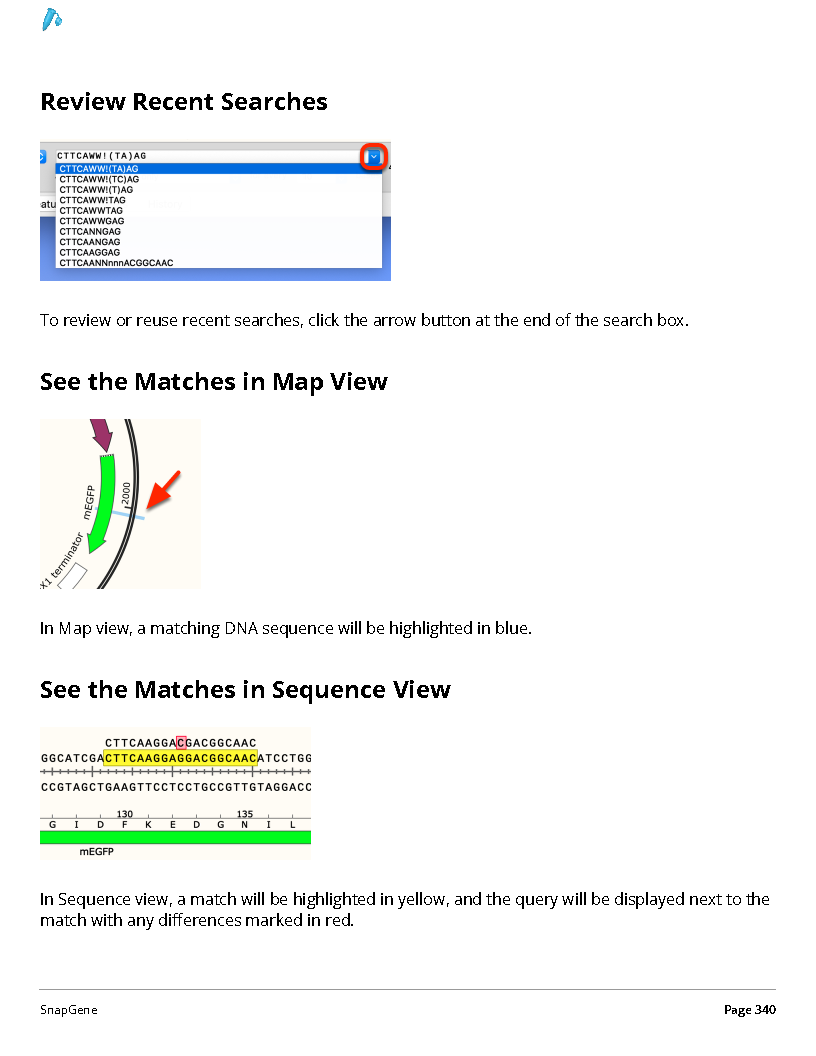 Review Recent Searches
CTTCAWW!(TA)AG
CTTCAWW!(TA)AG
CTTCAWW!(TC)AG
CTTCAWW!(T)AG
CTTCAWW!TAG
CTTCAWWTAG
CTTCAWWGAG
CTTCANNGAG
CTTCAANGAG
CTTCAAGGAG
CTTCAANNnnnACGGCAAC
atu
To review or reuse recent searches, click the arrow button at the end of the search box.
See the Matches in Map View
mEGFP
2000
X1 terminator
In Map view, a matching DNA sequence will be highlighted in blue.
See the Matches in Sequence View
CTTCAAGGACGACGGCAAC
GGCATCGACTTCAAGGAGGACGGCAACATCCTGG
CCGTAGCTGAAGTTCCTCCTGCCGTTGTAGGACC
130 135
G I D F K E D G N I L
mEGFP
In Sequence view, a match will be highlighted in yellow, and the query will be displayed next to the
match with any differences marked in red.
SnapGene Page 340